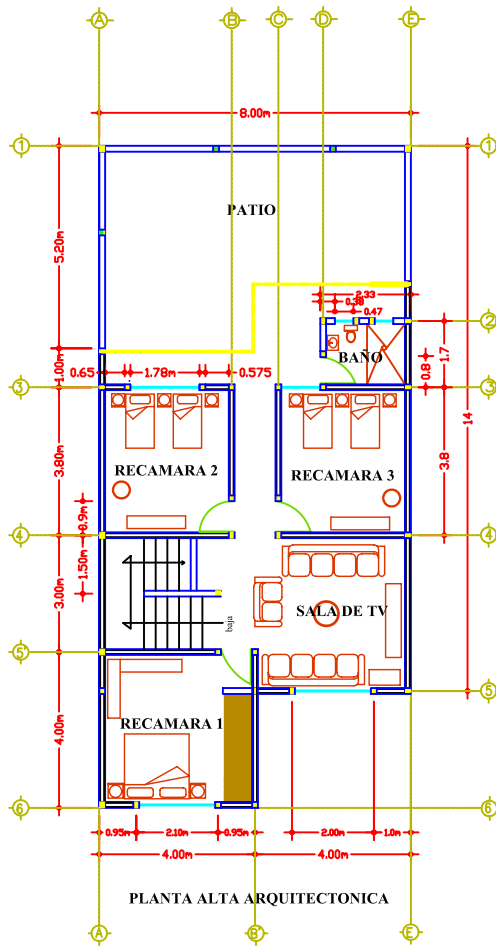 A B C D E
8.00m
1 1
PATIO
5.20m
2.33
0.38
0.47
2
BAÑO
1.7
0.8
1.00m
0.65 1.78m 0.575
3 3
14
3.80m
3.8
RECAMARA 2 RECAMARA 3
0.9m
4 4
1.50m
3.00m
baja
SALA DE TV
5 5
RECAMARA 1
4.00m
6 6
0.95m 2.10m 0.95m 2.00m 1.0m
4.00m 4.00m
PLANTA ALTA ARQUITECTONICA
A B' E